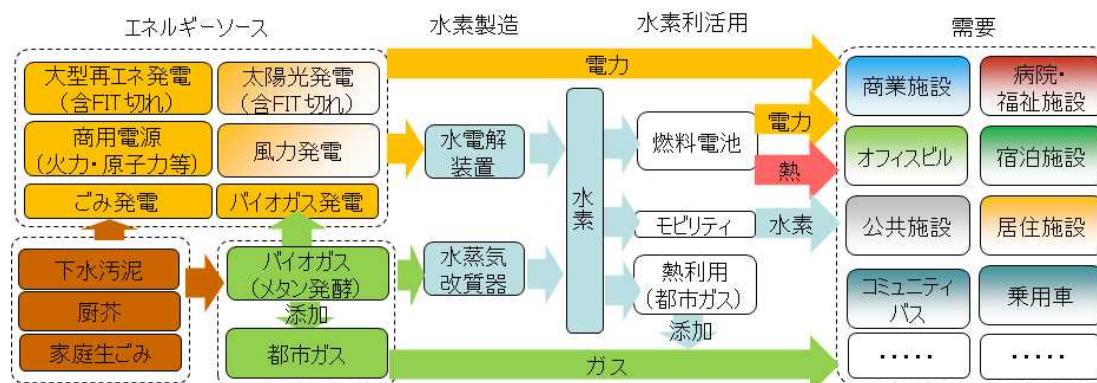 エネルギーソース
水素製造
水素利活用
需要
大型再エネ発電
(含FIT切れ)
太陽光発電
(含FIT切れ)
商用電源
(火力・原子力等)
風力発電
ごみ発電
バイオガス発電
下水汚泥
厨芥
家庭生ごみ
バイオガス
(メタン発酵)
添加
都市ガス
電力
水電解
装置
水蒸気
改質器
水素
燃料電池
電力
熱
モビリティ
水素
熱利用
(都市ガス)
添加
ガス
商業施設
病院・
福祉施設
オフィスビル
宿泊施設
公共施設
居住施設
コミュニティ
バス
乗用車
・・・・・
・・・・・